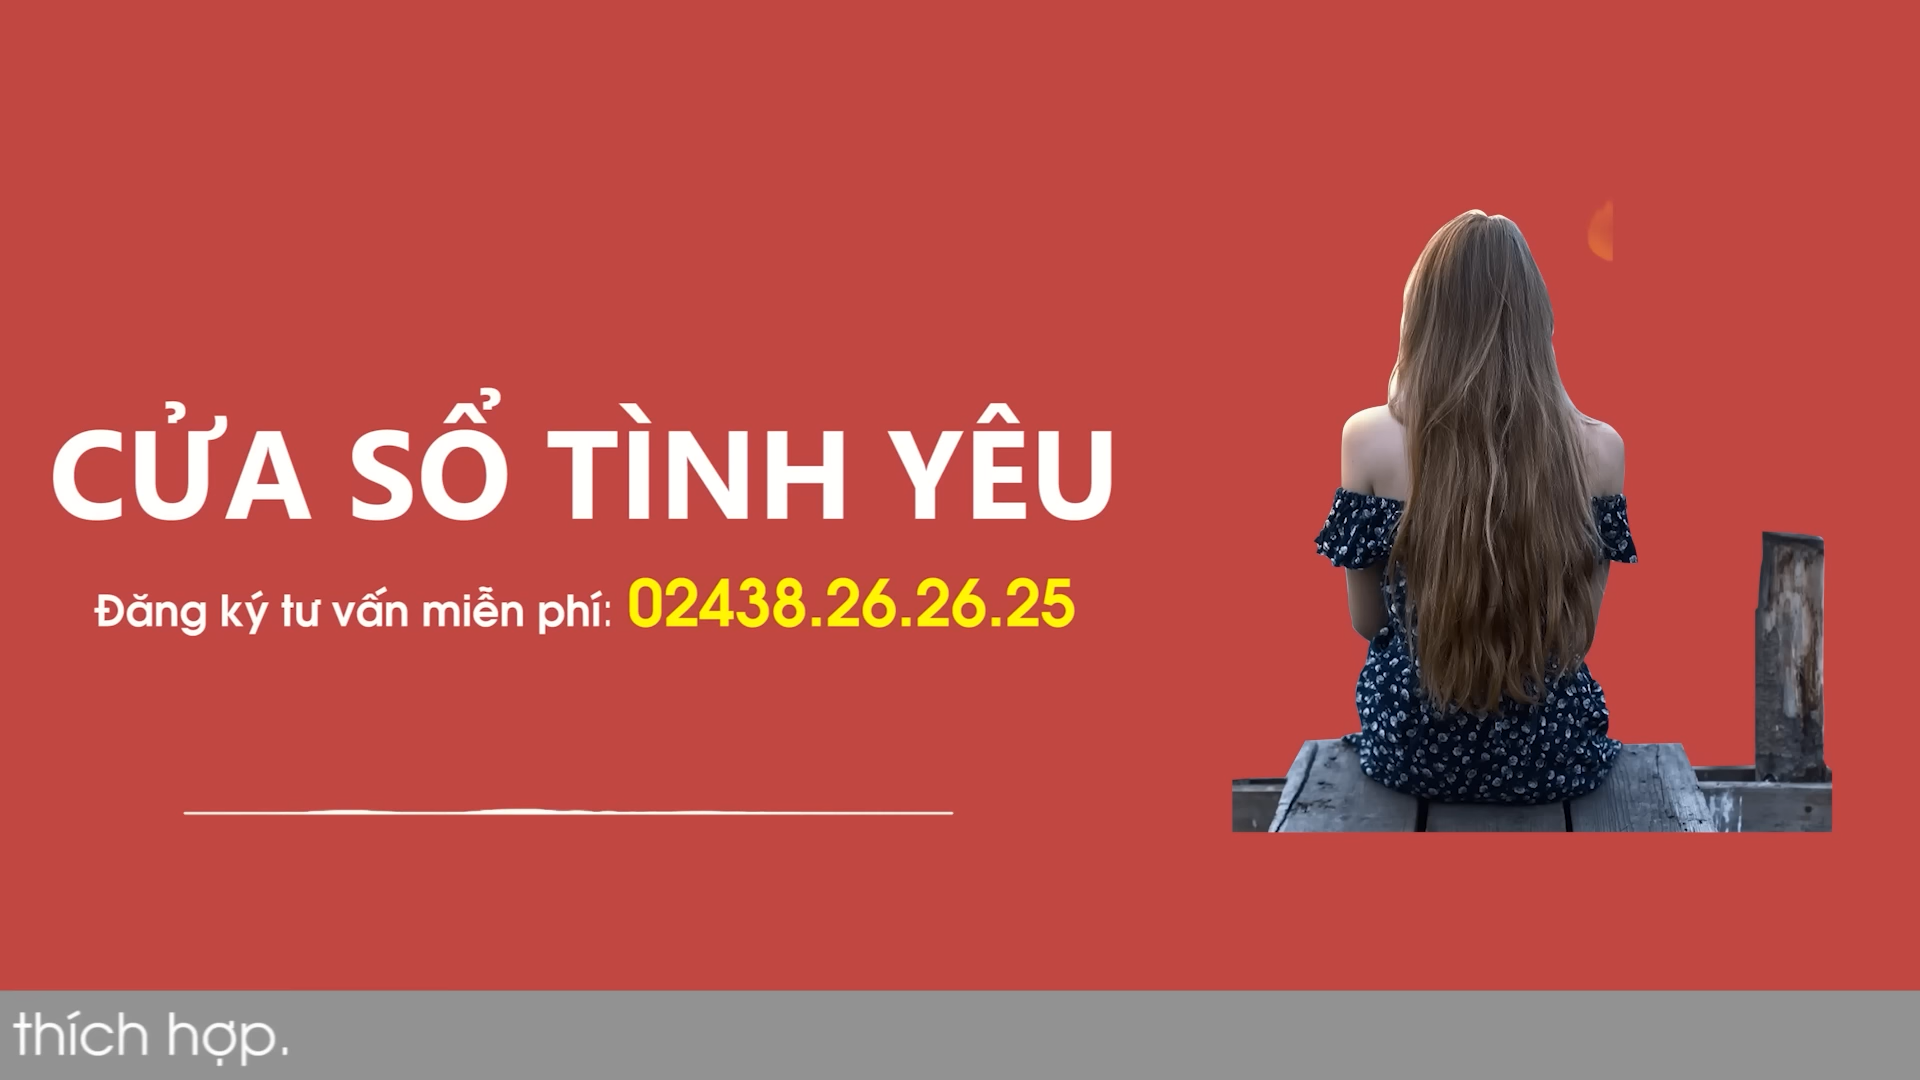 CỬA SỔ TÌNH YÊU
Đăng ký tư vấn miễn phí: 02438.26.26.25
thích hợp.